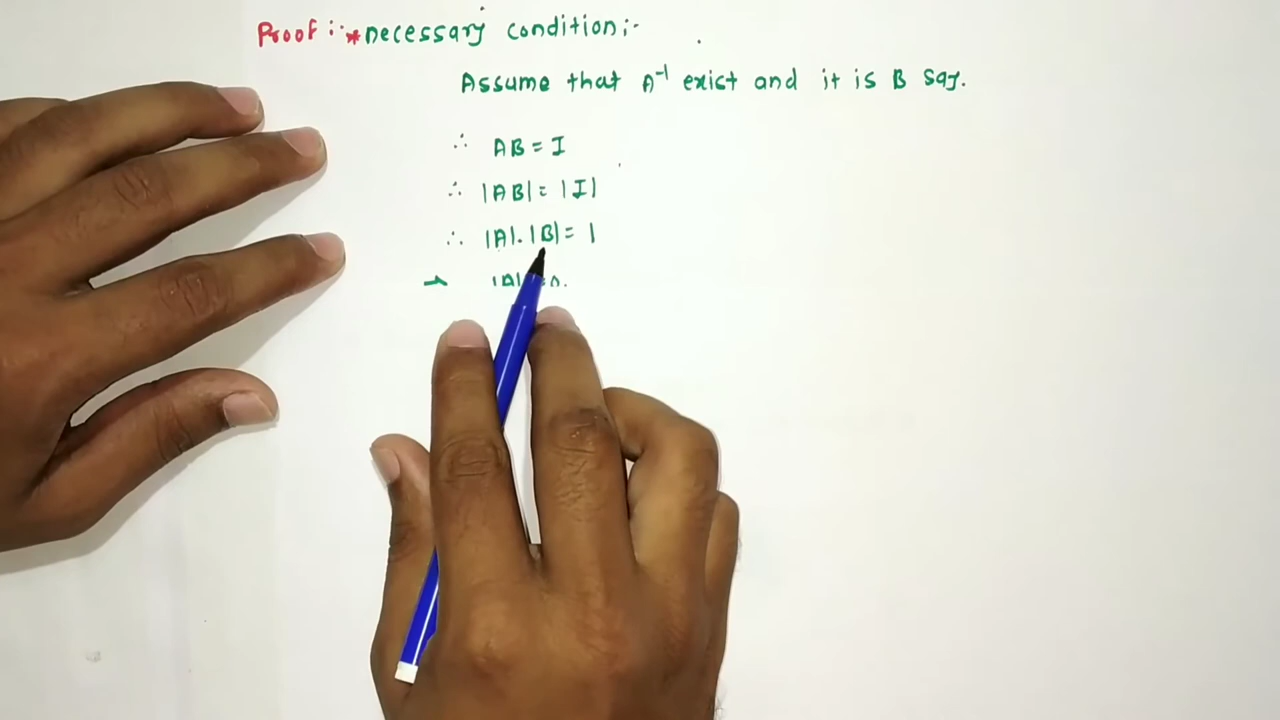 Proof :- * necessary condition :-
Assume that A⁻¹ exist and it is B say.
∴ AB = I
∴ |AB| = |I|
∴ |A|.|B| = 1